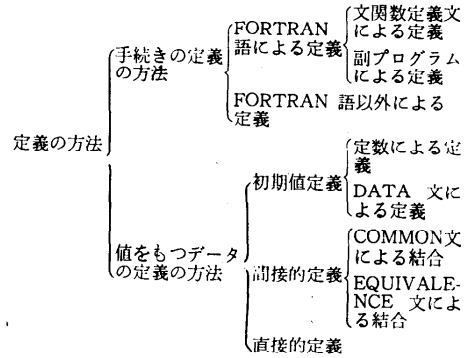 定義の方法
手続きの定義
の方法
FORTRAN
語による定義
文関数定義文
による定義
副プログラム
による定義
FORTRAN 語以外による
定義
値をもつデータ
の定義の方法
初期値定義
定数による定
義
DATA 文に
よる定義
間接的定義
COMMON文
による結合
EQUIVALE-
NCE 文によ
る結合
直接的定義